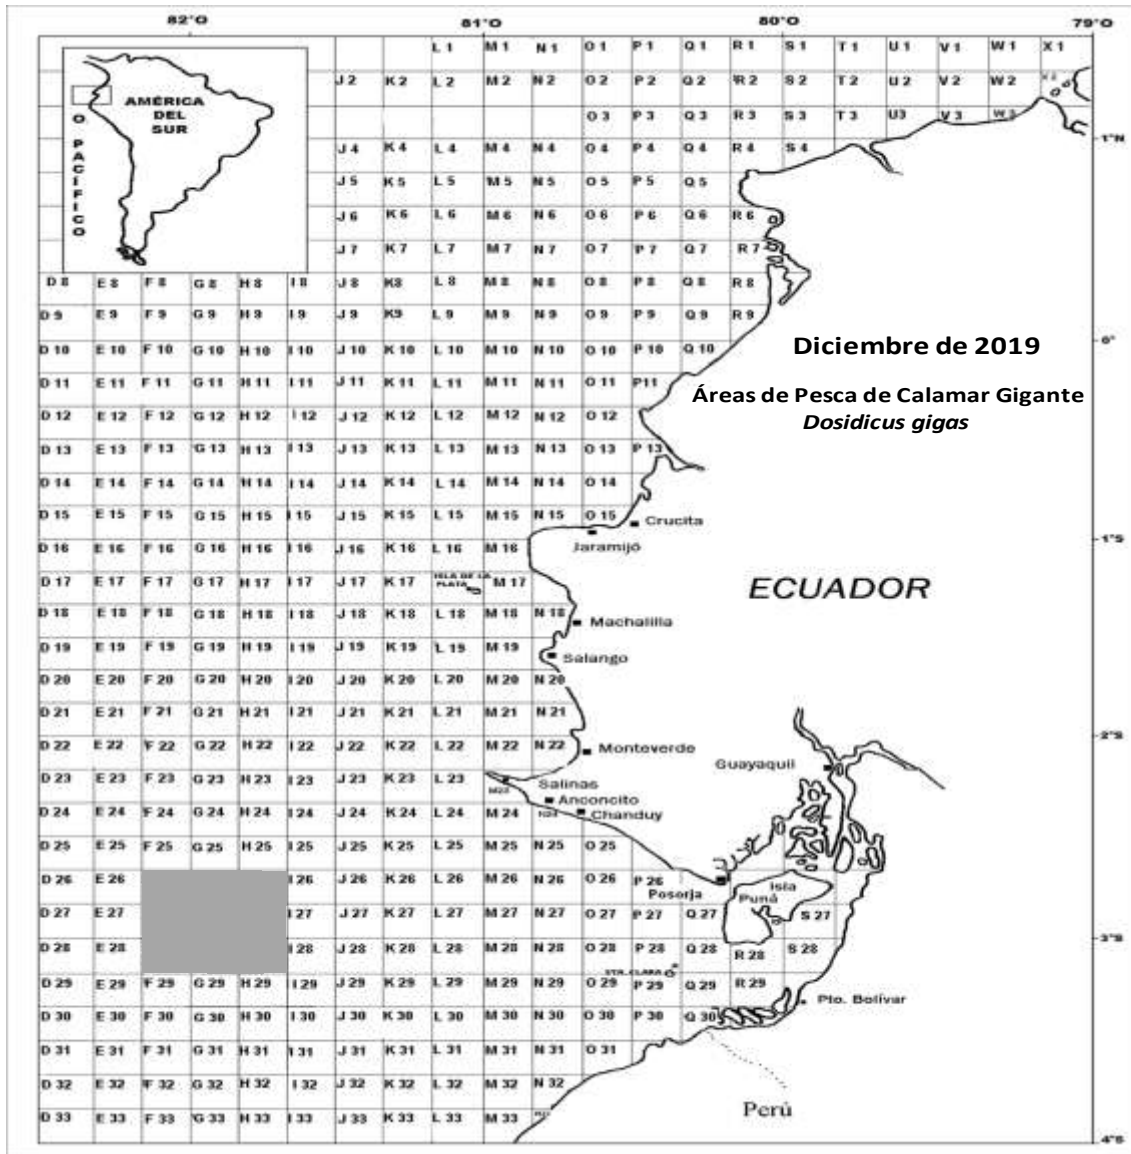 82°O 81°O 80°O 79°O
L 1 M 1 N 1 O 1 P 1 Q 1 R 1 S 1 T 1 U 1 V 1 W 1 X 1
J 2 K 2 L 2 M 2 N 2 O 2 P 2 Q 2 R 2 S 2 T 2 U 2 V 2 W 2
AMÉRICA
DEL
SUR
O. PACÍFICO
O 3 P 3 Q 3 R 3 S 3 T 3 U3 V 3 W 3
1°N
J 4 K 4 L 4 M 4 N 4 O 4 P 4 Q 4 R 4 S 4
J 5 K 5 L 5 M 5 N 5 O 5 P 5 Q 5
J 6 K 6 L 6 M 6 N 6 O 6 P 6 Q 6 R 6
J 7 K 7 L 7 M 7 N 7 O 7 P 7 Q 7 R 7
D 8 E 8 F 8 G 8 H 8 I 8 J 8 K8 L 8 M 8 N 8 O 8 P 8 Q 8 R 8
D 9 E 9 F 9 G 9 H 9 I 9 J 9 K9 L 9 M 9 N 9 O 9 P 9 Q 9 R 9
D 10 E 10 F 10 G 10 H 10 I 10 J 10 K 10 L 10 M 10 N 10 O 10 P 10 Q 10
0°
Diciembre de 2019
D 11 E 11 F 11 G 11 H 11 I 11 J 11 K 11 L 11 M 11 N 11 O 11 P11
Áreas de Pesca de Calamar Gigante
Dosidicus gigas
D 12 E 12 F 12 G 12 H 12 I 12 J 12 K 12 L 12 M 12 N 12 O 12
D 13 E 13 F 13 G 13 H 13 I 13 J 13 K 13 L 13 M 13 N 13 O 13 P 13
D 14 E 14 F 14 G 14 H 14 I 14 J 14 K 14 L 14 M 14 N 14 O 14
D 15 E 15 F 15 G 15 H 15 I 15 J 15 K 15 L 15 M 15 N 15 O 15
Crucita
Jaramijó
1°S
D 16 E 16 F 16 G 16 H 16 I 16 J 16 K 16 L 16 M 16
D 17 E 17 F 17 G 17 H 17 I 17 J 17 K 17 ISLA DE LA PLATA M 17
ECUADOR
D 18 E 18 F 18 G 18 H 18 I 18 J 18 K 18 L 18 M 18 N 18
Machalilla
D 19 E 19 F 19 G 19 H 19 I 19 J 19 K 19 L 19 M 19
Salango
D 20 E 20 F 20 G 20 H 20 I 20 J 20 K 20 L 20 M 20 N 20
D 21 E 21 F 21 G 21 H 21 I 21 J 21 K 21 L 21 M 21 N 21
D 22 E 22 F 22 G 22 H 22 I 22 J 22 K 22 L 22 M 22 N 22
Monteverde
2°S
Guayaquil
D 23 E 23 F 23 G 23 H 23 I 23 J 23 K 23 L 23 M23
Salinas
Anconcito
D 24 E 24 F 24 G 24 H 24 I 24 J 24 K 24 L 24 M 24 N24
Chanduy
D 25 E 25 F 25 G 25 H 25 I 25 J 25 K 25 L 25 M 25 N 25 O 25
D 26 E 26 I 26 J 26 K 26 L 26 M 26 N 26 O 26 P 26
Posorja
Isla
Puná
D 27 E 27 I 27 J 27 K 27 L 27 M 27 N 27 O 27 P 27 Q 27 S 27
3°S
D 28 E 28 I 28 J 28 K 28 L 28 M 28 N 28 O 28 P 28 Q 28 R 28 S 28
STA. CLARA
D 29 E 29 F 29 G 29 H 29 I 29 J 29 K 29 L 29 M 29 N 29 O 29 P 29 Q 29 R 29
Pto. Bolívar
D 30 E 30 F 30 G 30 H 30 I 30 J 30 K 30 L 30 M 30 N 30 O 30 P 30 Q 30
D 31 E 31 F 31 G 31 H 31 I 31 J 31 K 31 L 31 M 31 N 31 O 31
D 32 E 32 F 32 G 32 H 32 I 32 J 32 K 32 L 32 M 32 N 32
Perú
D 33 E 33 F 33 G 33 H 33 I 33 J 33 K 33 L 33 M 33
4°S